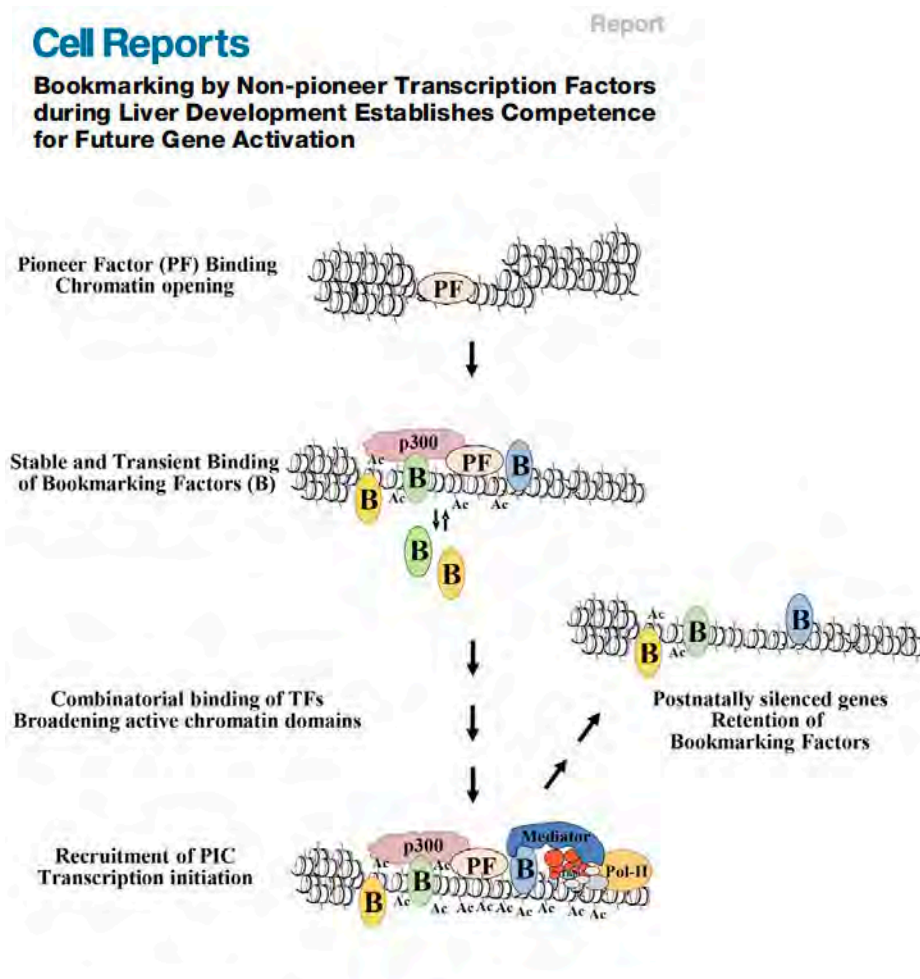 Report
Cell Reports
Bookmarking by Non-pioneer Transcription Factors
during Liver Development Establishes Competence
for Future Gene Activation
Pioneer Factor (PF) Binding
Chromatin opening
PF
Stable and Transient Binding
of Bookmarking Factors (B)
p300
Ac
PF
B
B
B
Ac
Ac
Ac
B
B
Ac
B
B
B
Ac
Combinatorial binding of TFs
Broadening active chromatin domains
Postnatally silenced genes
Retention of
Bookmarking Factors
Recruitment of PIC
Transcription initiation
Mediator
p300
Ac
Ac
PF
B
Pol-II
B
B
Ac
Ac
Ac
Ac
Ac
Ac
Ac
Ac
Ac